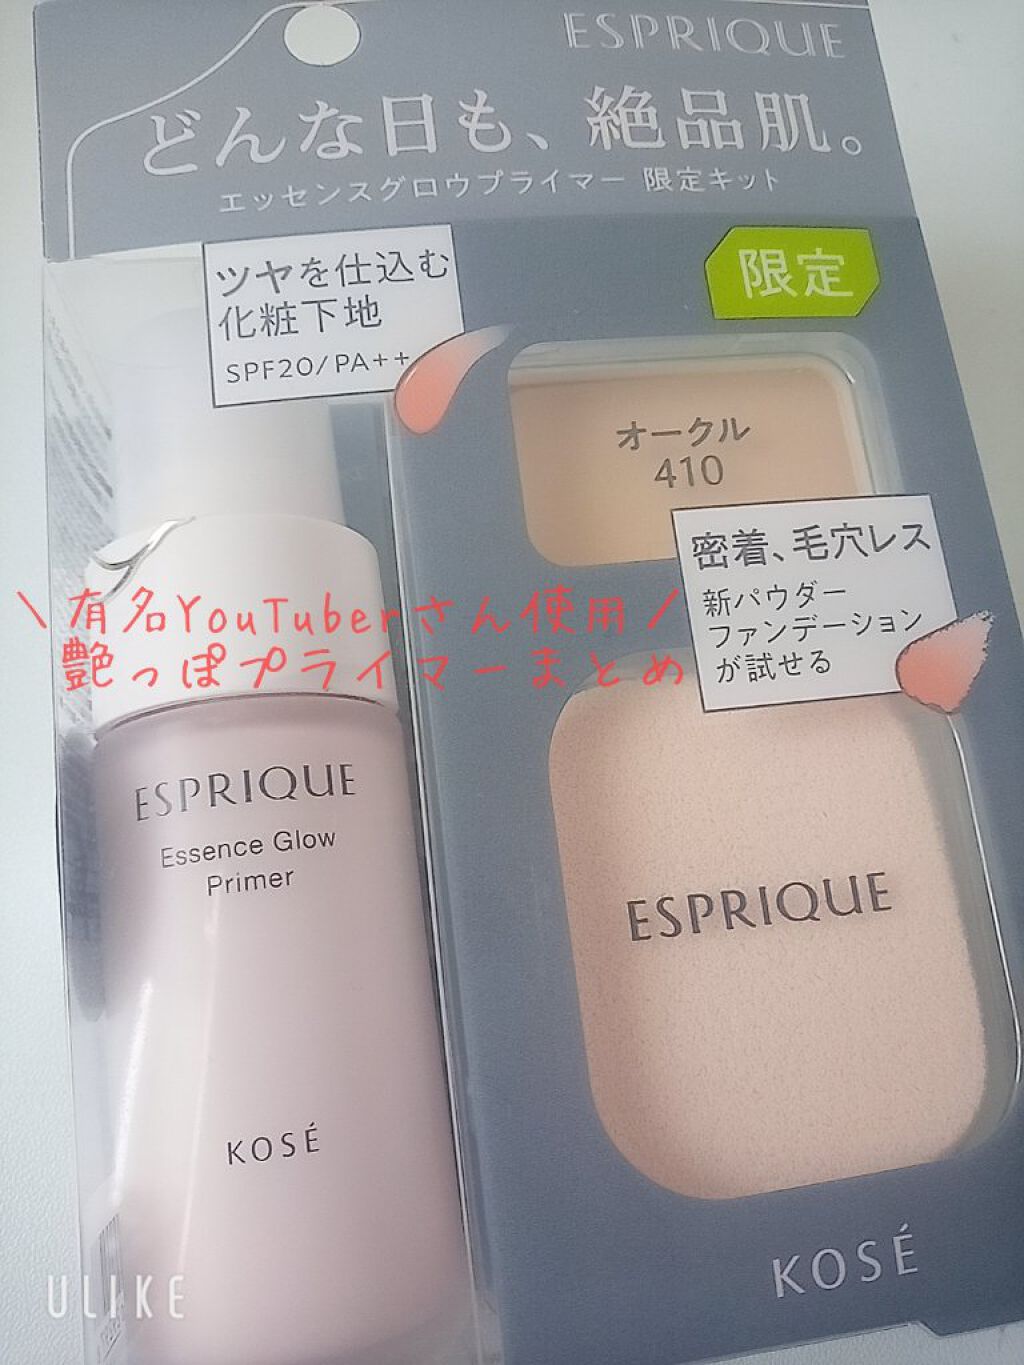 ESPRIQUE
どんな日も、絶品肌。
エッセンスグロウプライマー 限定キット
ツヤを仕込む
化粧下地
SPF20/PA++
限定
オークル
410
密着、毛穴レス
新パウダー
ファンデーション
が試せる
\有名YouTuberさん使用/
艶っぽプライマーまとめ
ESPRIQUE
Essence Glow
Primer
KOSÉ
ESPRIQUE
KOSÉ
ULIKE